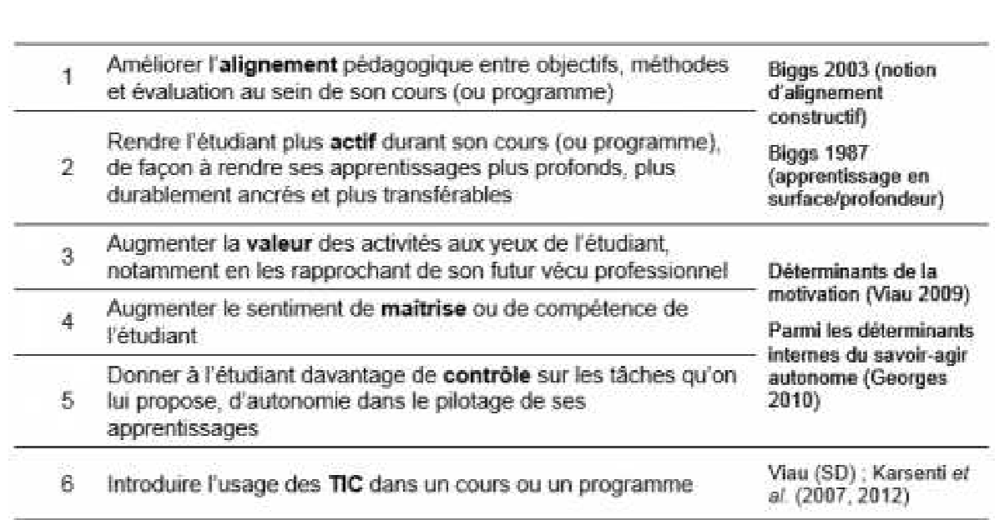 1
Améliorer l'alignement pédagogique entre objectifs, méthodes
et évaluation au sein de son cours (ou programme)
Biggs 2003 (notion
d'alignement
constructif)
2
Rendre l'étudiant plus actif durant son cours (ou programme),
de façon à rendre ses apprentissages plus profonds, plus
durablement ancrés et plus transférables
Biggs 1987
(apprentissage en
surface/profondeur)
3
Augmenter la valeur des activités aux yeux de l'étudiant,
notamment en les rapprochant de son futur vécu professionnel
4
Augmenter le sentiment de maîtrise ou de compétence de
l'étudiant
5
Donner à l'étudiant davantage de contrôle sur les tâches qu'on
lui propose, d'autonomie dans le pilotage de ses
apprentissages
Déterminants de la
motivation (Viau 2009)
Parmi les déterminants
internes du savoir-agir
autonome (Georges
2010)
6
Introduire l'usage des TIC dans un cours ou un programme
Viau (SD) ; Karsenti et
al. (2007, 2012)